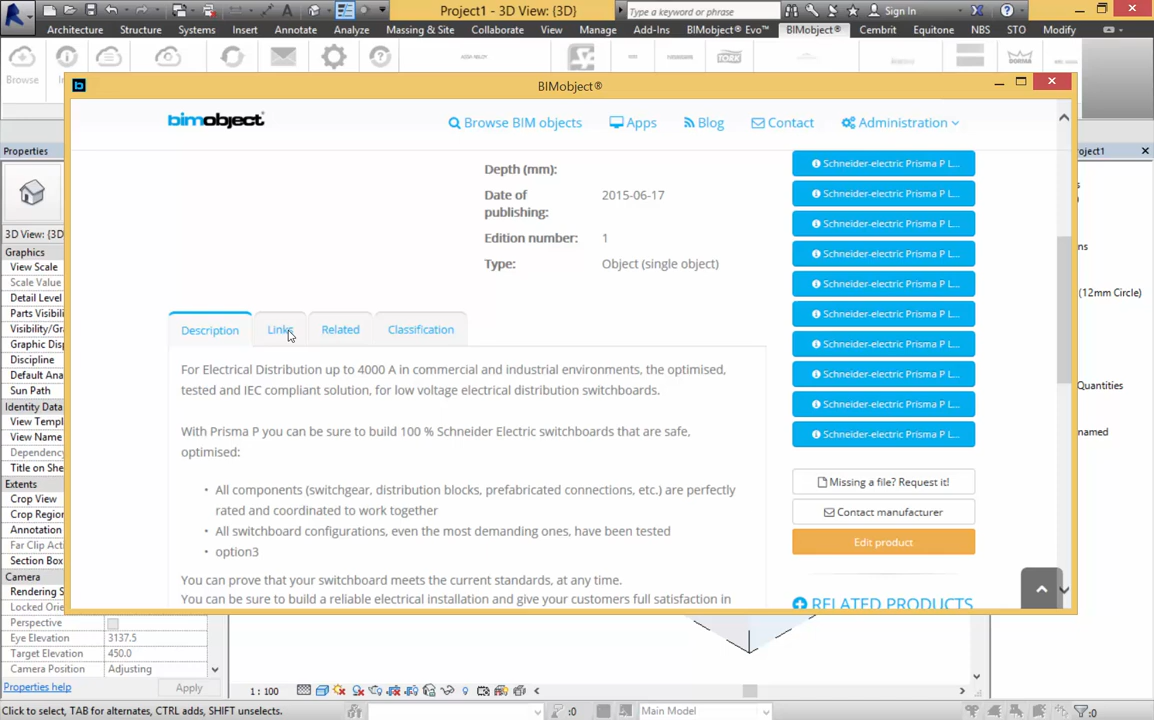 Project1 - 3D View: {3D}
Type a keyword or phrase
Sign In
Architecture Structure Systems Insert Annotate Analyze Massing & Site Collaborate View Manage Add-Ins BIMobject® Evo™ BIMobject® Cembrit Equitone NBS STO Modify
Browse
BIMobject®
bimobject®
Browse BIM objects Apps Blog Contact Administration
Properties
3D View: {3D
Graphics
View Scale
Scale Value
Detail Level
Parts Visibili
Visibility/Gra
Graphic Disp
Discipline
Default Ana
Sun Path
Identity Data
View Templ
View Name
Dependency
Title on She
Extents
Crop View
Crop Region
Annotation
Far Clip Acti
Section Box
Camera
Rendering S
Locked Orie
Perspective
Eye Elevation 3137.5
Target Elevation 450.0
Camera Position Adjusting
Properties help
Apply
Depth (mm):
Date of publishing: 2015-06-17
Edition number: 1
Type: Object (single object)
Description Links Related Classification
For Electrical Distribution up to 4000 A in commercial and industrial environments, the optimised,
tested and IEC compliant solution, for low voltage electrical distribution switchboards.
With Prisma P you can be sure to build 100 % Schneider Electric switchboards that are safe,
optimised:
• All components (switchgear, distribution blocks, prefabricated connections, etc.) are perfectly
rated and coordinated to work together
• All switchboard configurations, even the most demanding ones, have been tested
• option3
You can prove that your switchboard meets the current standards, at any time.
You can be sure to build a reliable electrical installation and give your customers full satisfaction in
Schneider-electric Prisma P L...
Schneider-electric Prisma P L...
Schneider-electric Prisma P L...
Schneider-electric Prisma P L...
Schneider-electric Prisma P L...
Schneider-electric Prisma P L...
Schneider-electric Prisma P L...
Schneider-electric Prisma P L...
Schneider-electric Prisma P L...
Schneider-electric Prisma P L...
Missing a file? Request it!
Contact manufacturer
Edit product
RELATED PRODUCTS
roject1
ns
(12mm Circle)
Quantities
named
1 : 100
Click to select, TAB for alternates, CTRL adds, SHIFT unselects.
:0
Main Model
:0